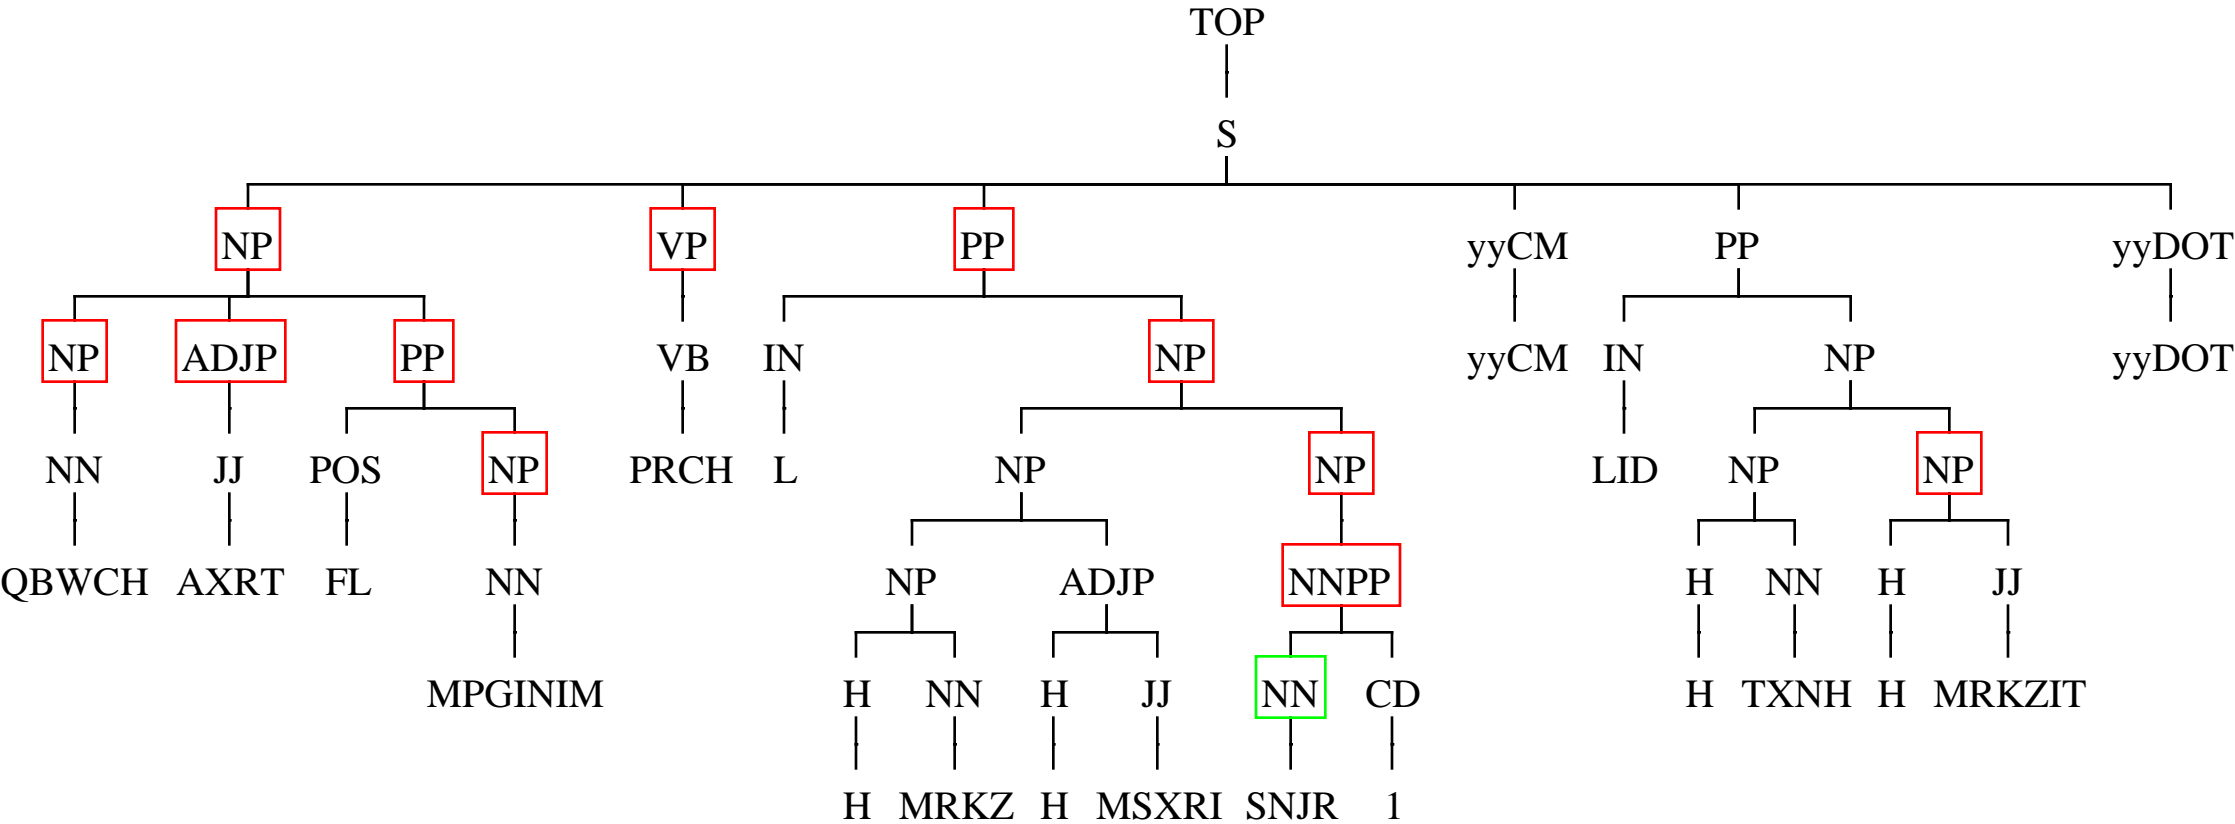 TOP
S
NP VP PP yyCM PP yyDOT
NP ADJP PP VB IN NP yyCM IN NP yyDOT
NN JJ POS NP PRCH L NP NP LID NP NP
QBWCH AXRT FL NN NP ADJP NNPP H NN H JJ
MPGINIM H NN H JJ NN CD H TXNH H MRKZIT
H MRKZ H MSXRI SNJR 1